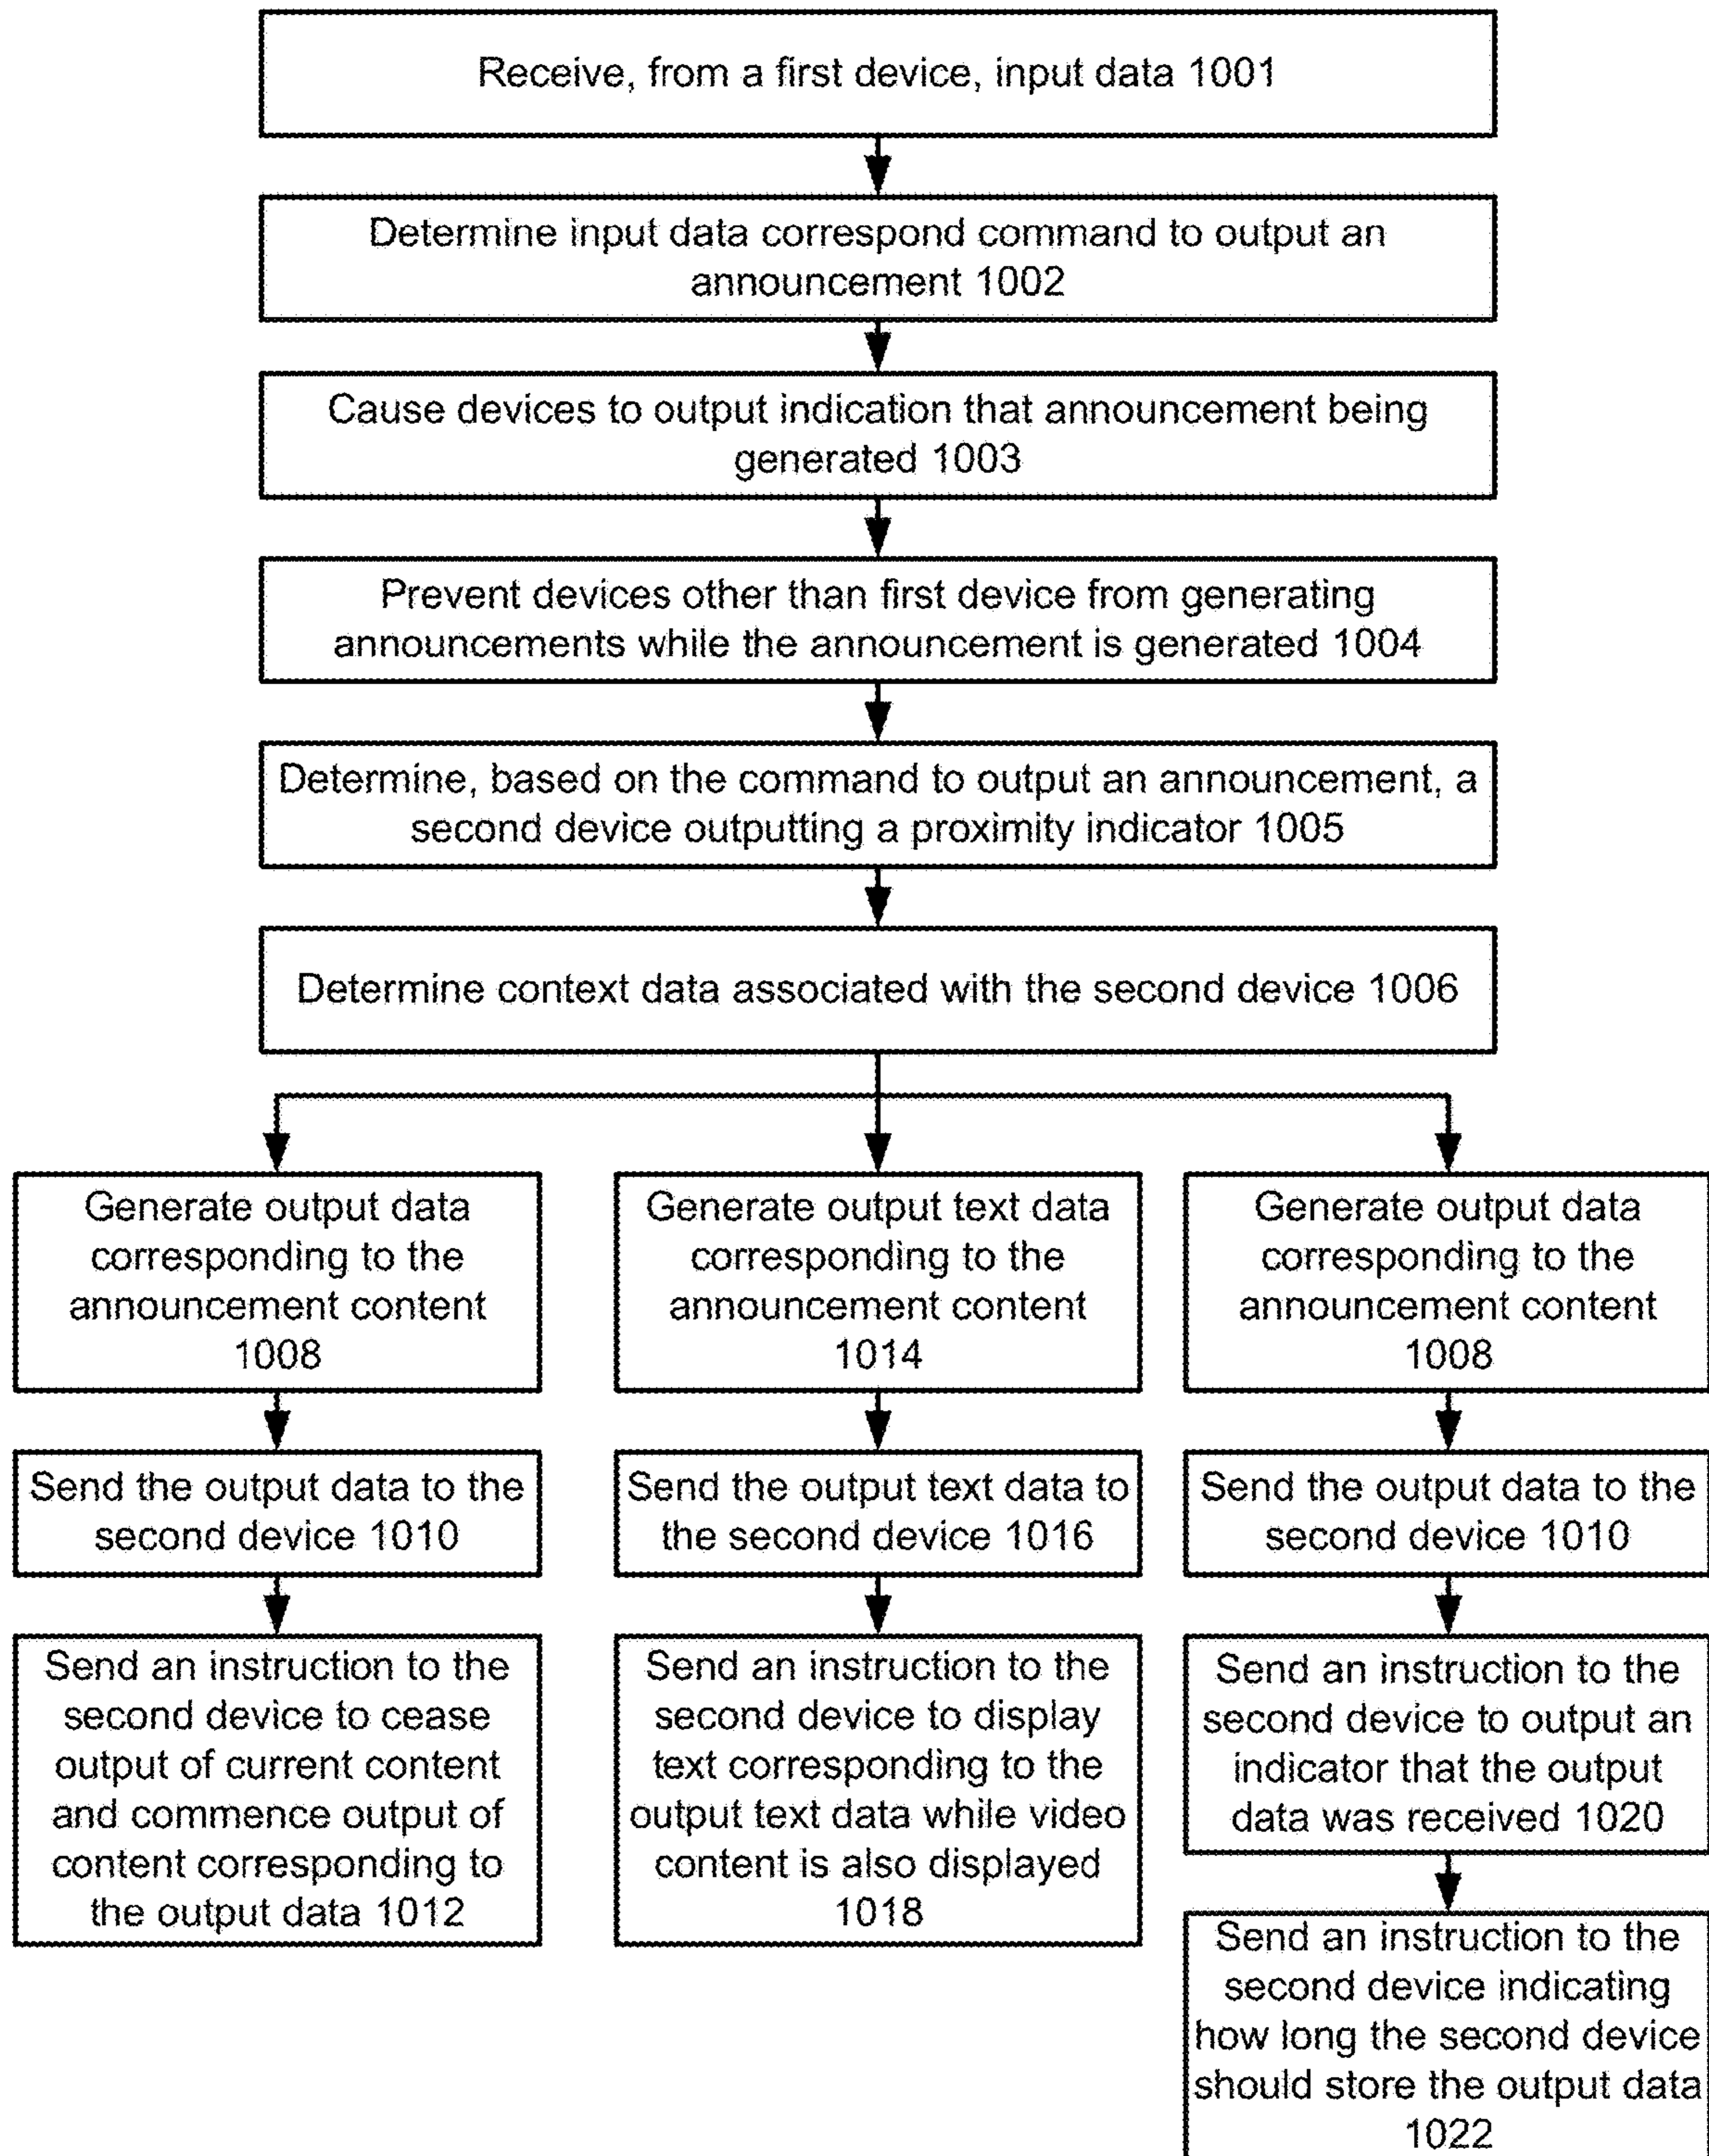 Receive, from a first device, input data 1001
Determine input data correspond command to output an
announcement 1002
Cause devices to output indication that announcement being
generated 1003
Prevent devices other than first device from generating
announcements while the announcement is generated 1004
Determine, based on the command to output an announcement, a
second device outputting a proximity indicator 1005
Determine context data associated with the second device 1006
Generate output data
corresponding to the
announcement content
1008
Send the output data to the
second device 1010
Send an instruction to the
second device to cease
output of current content
and commence output of
content corresponding to
the output data 1012
Generate output text data
corresponding to the
announcement content
1014
Send the output text data to
the second device 1016
Send an instruction to the
second device to display
text corresponding to the
output text data while video
content is also displayed
1018
Generate output data
corresponding to the
announcement content
1008
Send the output data to the
second device 1010
Send an instruction to the
second device to output an
indicator that the output
data was received 1020
Send an instruction to the
second device indicating
how long the second device
should store the output data
1022